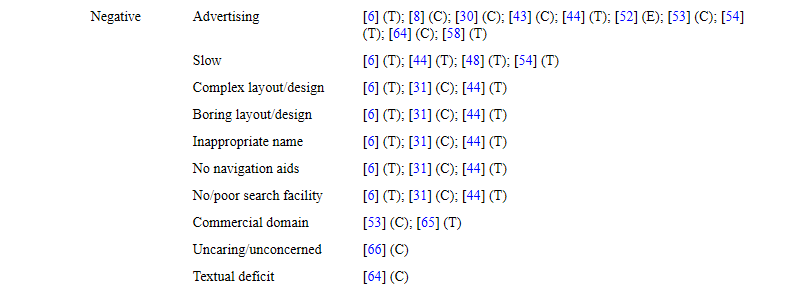 Negative Advertising [6] (T); [8] (C); [30] (C); [43] (C); [44] (T); [52] (E); [53] (C); [54]
(T); [64] (C); [58] (T)
Slow [6] (T); [44] (T); [48] (T); [54] (T)
Complex layout/design [6] (T); [31] (C); [44] (T)
Boring layout/design [6] (T); [31] (C); [44] (T)
Inappropriate name [6] (T); [31] (C); [44] (T)
No navigation aids [6] (T); [31] (C); [44] (T)
No/poor search facility [6] (T); [31] (C); [44] (T)
Commercial domain [53] (C); [65] (T)
Uncaring/unconcerned [66] (C)
Textual deficit [64] (C)